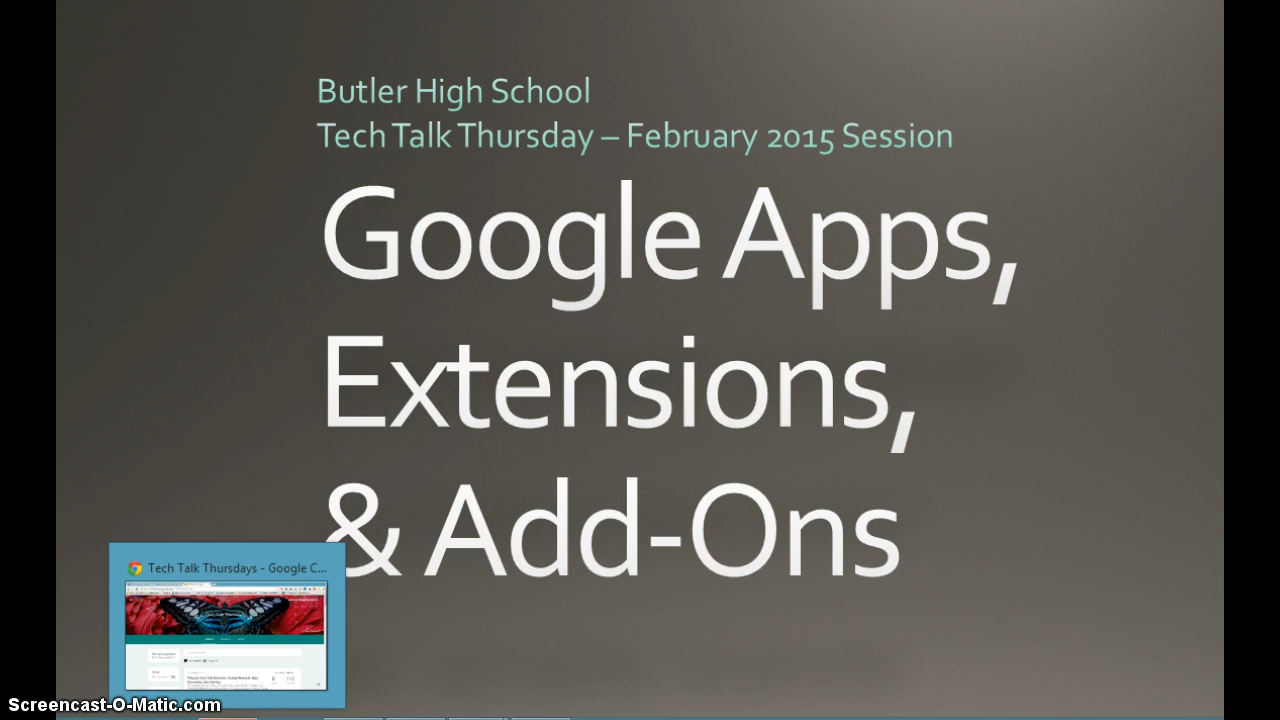 Butler High School
Tech Talk Thursday – February 2015 Session
Google Apps,
Extensions,
& Add-Ons
Tech Talk Thursdays - Google C...
Screencast-O-Matic.com